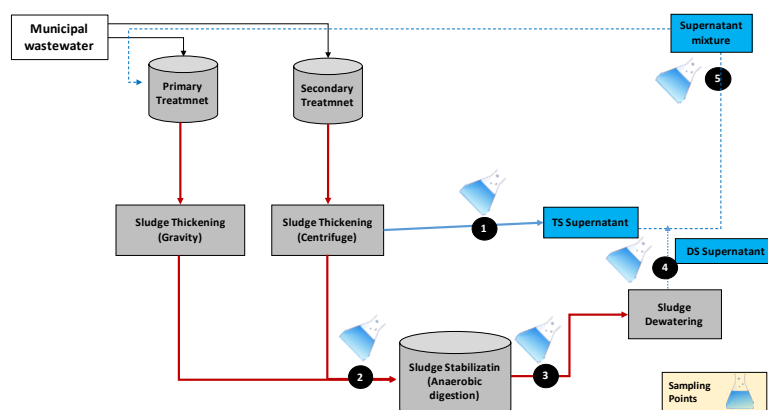 Municipal
wastewater
Supernatant
mixture
Primary
Treatmnet
Secondary
Treatmnet
5
Sludge Thickening
(Gravity)
Sludge Thickening
(Centrifuge)
1
TS Supernatant
4
DS Supernatant
Sludge
Dewatering
2
Sludge Stabilizatin
(Anaerobic
digestion)
3
Sampling
Points